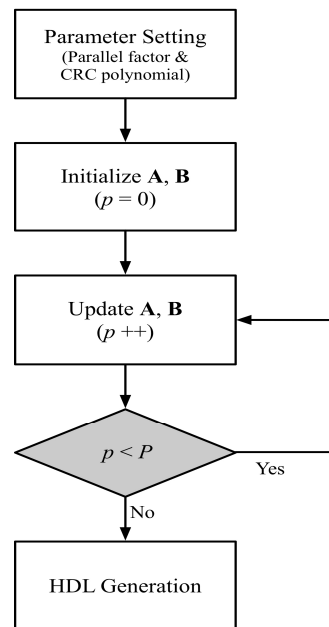 Parameter Setting
(Parallel factor &
CRC polynomial)
Initialize A, B
(p = 0)
Update A, B
(p ++)
p < P
Yes
No
HDL Generation